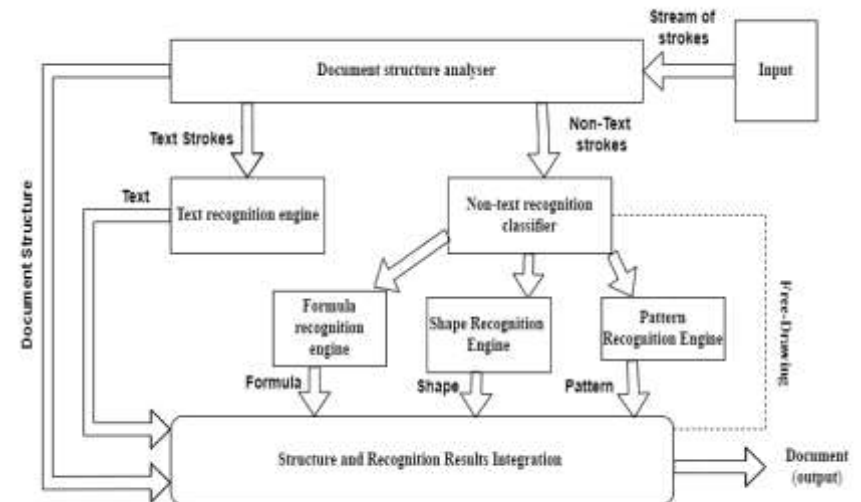 Stream of
strokes
Document structure analyser
Input
Text Strokes
Non-Text
strokes
Text
Text recognition engine
Non-text recognition
classifier
Document Structure
Free-Drawing
Formula
recognition
engine
Shape Recognition
Engine
Pattern
Recognition Engine
Formula
Shape
Pattern
Structure and Recognition Results Integration
Document
(output)